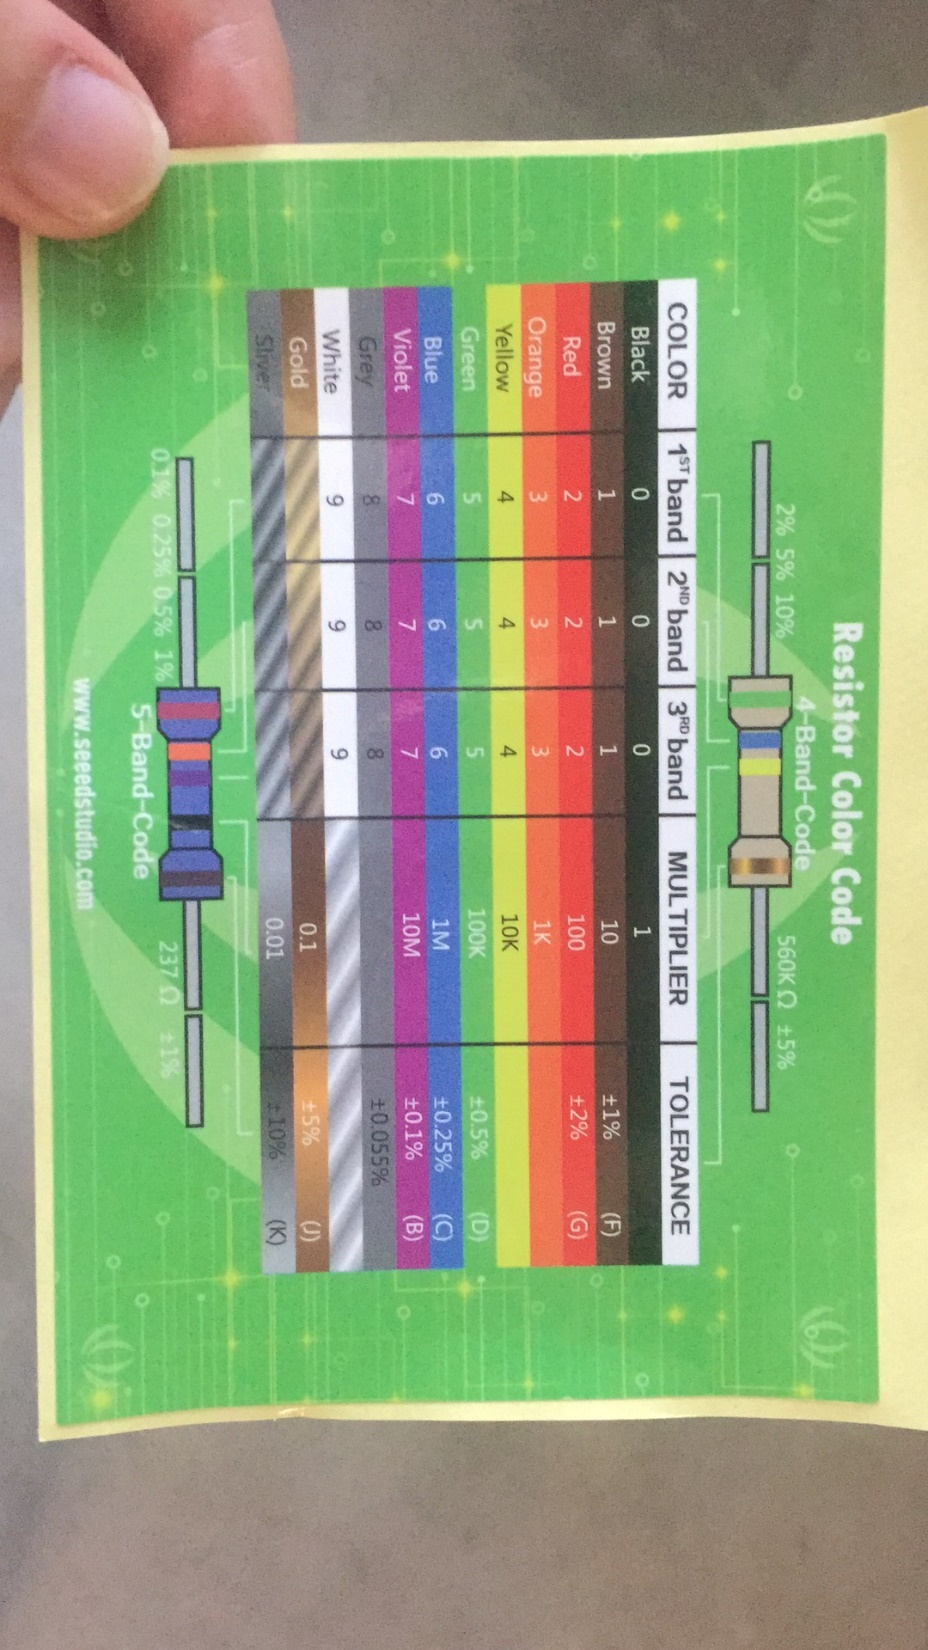 Resistor Color Code
4-Band-Code
2% 5% 10%
560KΩ ±5%
COLOR 1ST band 2ND band 3RD band MULTIPLIER TOLERANCE
Black 0 0 0 1
Brown 1 1 1 10 ±1% (F)
Red 2 2 2 100 ±2% (G)
Orange 3 3 3 1K
Yellow 4 4 4 10K
Green 5 5 5 100K ±0.5% (D)
Blue 6 6 6 1M ±0.25% (C)
Violet 7 7 7 10M ±0.1% (B)
Grey 8 8 8 ±0.055%
White 9 9 9
Gold 0.1 ±5% (J)
Silver 0.01 ±10% (K)
0.1% 0.25% 0.5% 1%
5-Band-Code
237Ω ±1%
www.seeedstudio.com